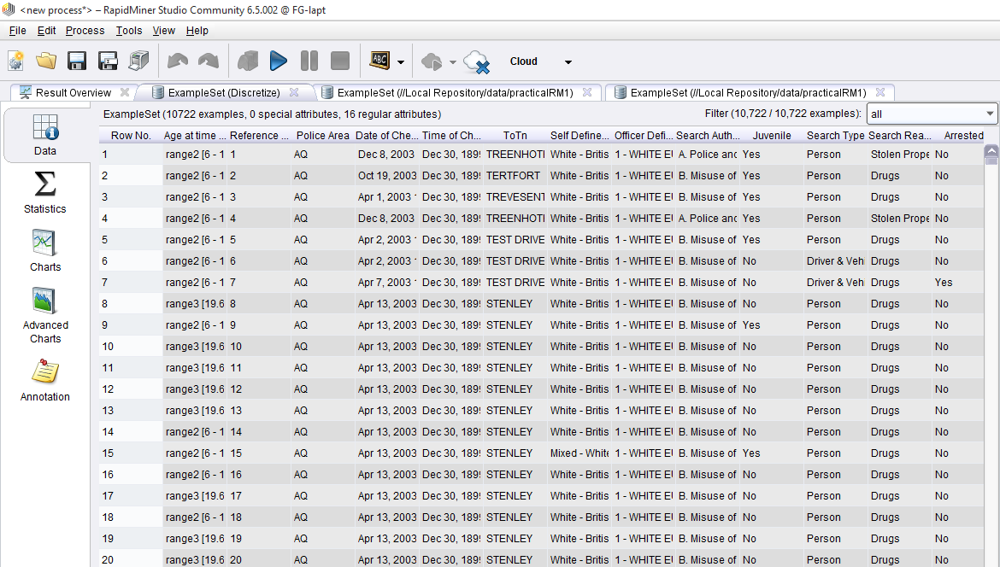 <new process*> – RapidMiner Studio Community 6.5.002 @ FG-lapt
File Edit Process Tools View Help
ABC Cloud
Result Overview ExampleSet (Discretize) ExampleSet (//Local Repository/data/practicalRM1) ExampleSet (//Local Repository/data/practicalRM1)
Data
Statistics
Charts
Advanced
Charts
Annotation
ExampleSet (10722 examples, 0 special attributes, 16 regular attributes) Filter (10,722 / 10,722 examples): all
Row No. Age at time ... Reference ... Police Area Date of Che... Time of Ch... ToTn Self Define... Officer Defi... Search Auth... Juvenile Search Type Search Rea... Arrested
1 range2 [6 - 1 1 AQ Dec 8, 2003 Dec 30, 189 TREENHOT White - Britis 1 - WHITE E A. Police and Yes Person Stolen Prope No
2 range2 [6 - 1 2 AQ Oct 19, 2003 Dec 30, 189 TERTFORT White - Britis 1 - WHITE E B. Misuse of Yes Person Drugs No
3 range2 [6 - 1 3 AQ Apr 1, 2003 Dec 30, 189 TREVESENT White - Britis 1 - WHITE E B. Misuse of Yes Person Drugs No
4 range2 [6 - 1 4 AQ Dec 8, 2003 Dec 30, 189 TREENHOT White - Britis 1 - WHITE E A. Police and Yes Person Stolen Prope No
5 range2 [6 - 1 5 AQ Apr 2, 2003 Dec 30, 189 TEST DRIVE White - Britis 1 - WHITE E B. Misuse of Yes Person Drugs No
6 range2 [6 - 1 6 AQ Apr 2, 2003 Dec 30, 189 TEST DRIVE White - Britis 1 - WHITE E B. Misuse of No Driver & Veh Drugs No
7 range2 [6 - 1 7 AQ Apr 7, 2003 Dec 30, 189 TEST DRIVE White - Britis 1 - WHITE E B. Misuse of No Driver & Veh Drugs Yes
8 range3 [19.6 8 AQ Apr 13, 2003 Dec 30, 189 STENLEY White - Britis 1 - WHITE E B. Misuse of No Person Drugs No
9 range2 [6 - 1 9 AQ Apr 13, 2003 Dec 30, 189 STENLEY White - Britis 1 - WHITE E B. Misuse of Yes Person Drugs No
10 range3 [19.6 10 AQ Apr 13, 2003 Dec 30, 189 STENLEY White - Britis 1 - WHITE E B. Misuse of No Person Drugs No
11 range3 [19.6 11 AQ Apr 13, 2003 Dec 30, 189 STENLEY White - Britis 1 - WHITE E B. Misuse of No Person Drugs No
12 range3 [19.6 12 AQ Apr 13, 2003 Dec 30, 189 STENLEY White - Britis 1 - WHITE E B. Misuse of No Person Drugs No
13 range3 [19.6 13 AQ Apr 13, 2003 Dec 30, 189 STENLEY White - Britis 1 - WHITE E B. Misuse of No Person Drugs No
14 range2 [6 - 1 14 AQ Apr 13, 2003 Dec 30, 189 STENLEY White - Britis 1 - WHITE E B. Misuse of No Person Drugs No
15 range2 [6 - 1 15 AQ Apr 13, 2003 Dec 30, 189 STENLEY Mixed - White 1 - WHITE E B. Misuse of Yes Person Drugs No
16 range2 [6 - 1 16 AQ Apr 13, 2003 Dec 30, 189 STENLEY White - Britis 1 - WHITE E B. Misuse of No Person Drugs No
17 range3 [19.6 17 AQ Apr 13, 2003 Dec 30, 189 STENLEY White - Britis 1 - WHITE E B. Misuse of No Person Drugs No
18 range2 [6 - 1 18 AQ Apr 13, 2003 Dec 30, 189 STENLEY White - Britis 1 - WHITE E B. Misuse of No Person Drugs No
19 range3 [19.6 19 AQ Apr 13, 2003 Dec 30, 189 STENLEY White - Britis 1 - WHITE E B. Misuse of No Person Drugs No
20 range3 [19.6 20 AQ Apr 13, 2003 Dec 30, 189 STENLEY White - Britis 1 - WHITE E B. Misuse of No Person Drugs No